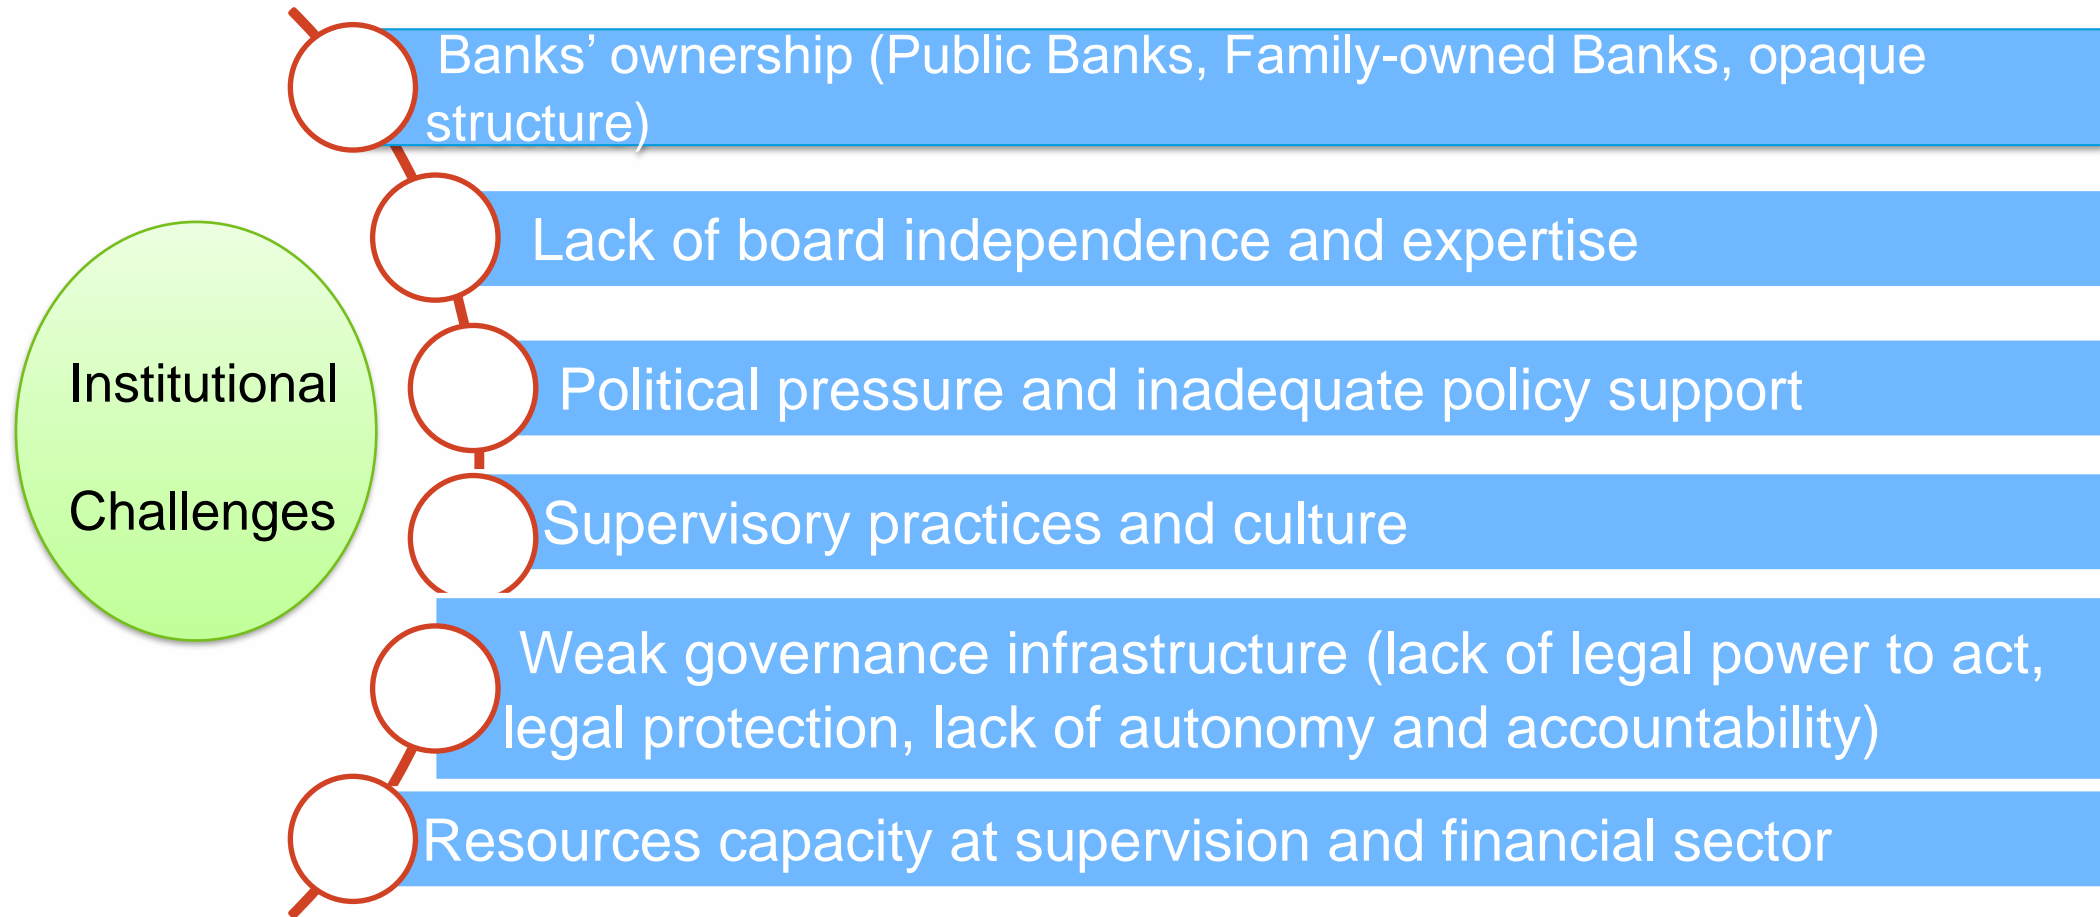 Banks’ ownership (Public Banks, Family-owned Banks, opaque
structure)
Lack of board independence and expertise
Political pressure and inadequate policy support
Institutional
Challenges
Supervisory practices and culture
Weak governance infrastructure (lack of legal power to act,
legal protection, lack of autonomy and accountability)
Resources capacity at supervision and financial sector